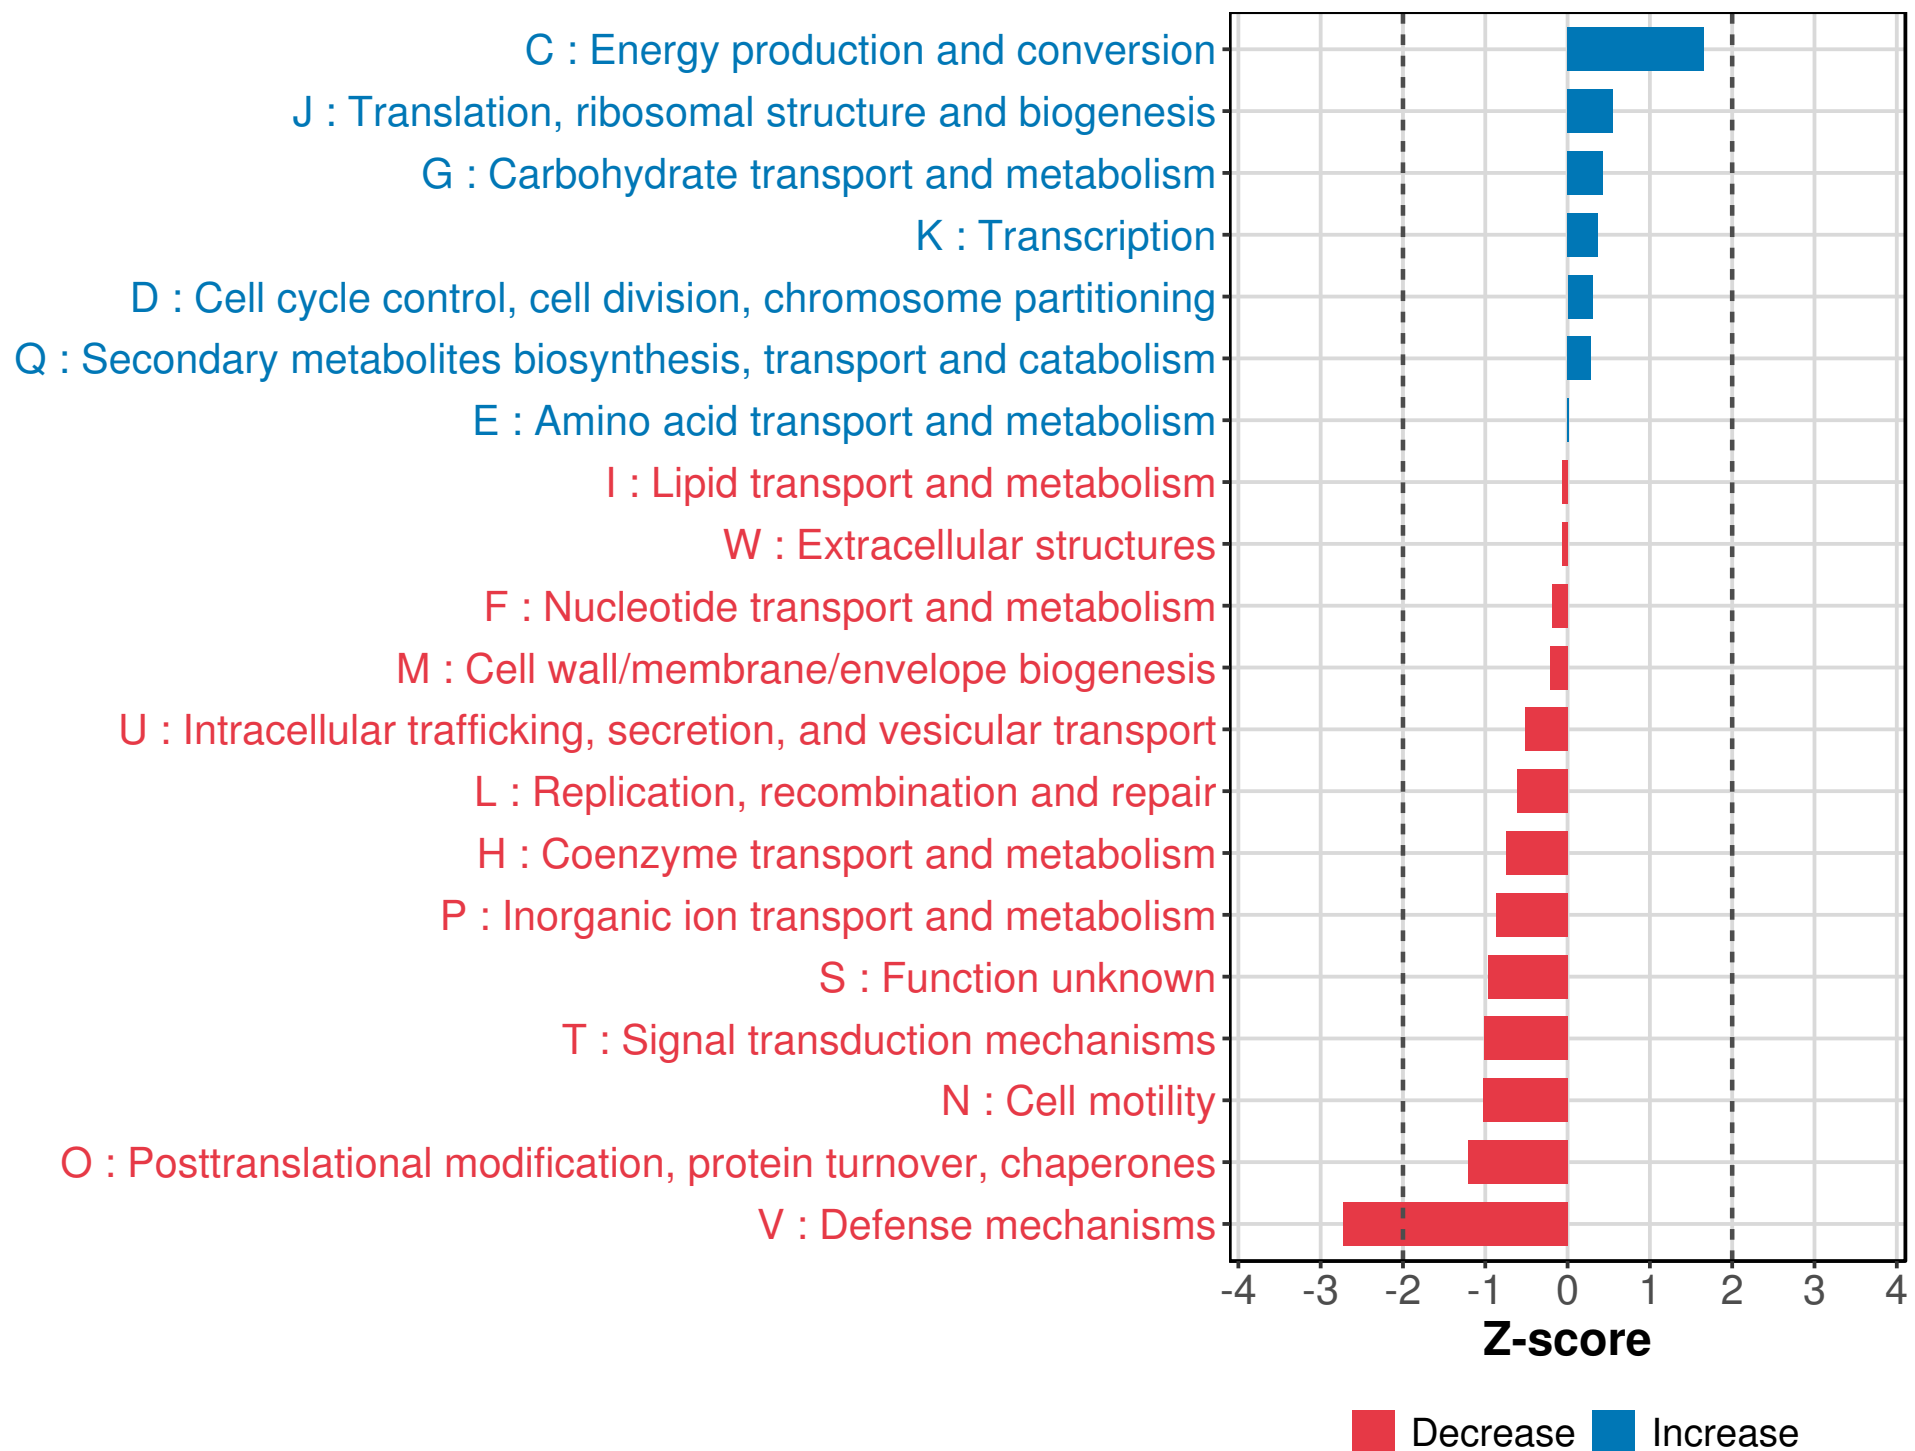 C : Energy production and conversion
J : Translation, ribosomal structure and biogenesis
G : Carbohydrate transport and metabolism
K : Transcription
D : Cell cycle control, cell division, chromosome partitioning
Q : Secondary metabolites biosynthesis, transport and catabolism
E : Amino acid transport and metabolism
I : Lipid transport and metabolism
W : Extracellular structures
F : Nucleotide transport and metabolism
M : Cell wall/membrane/envelope biogenesis
U : Intracellular trafficking, secretion, and vesicular transport
L : Replication, recombination and repair
H : Coenzyme transport and metabolism
P : Inorganic ion transport and metabolism
S : Function unknown
T : Signal transduction mechanisms
N : Cell motility
O : Posttranslational modification, protein turnover, chaperones
V : Defense mechanisms
-4 -3 -2 -1 0 1 2 3 4
Z-score
Decrease Increase